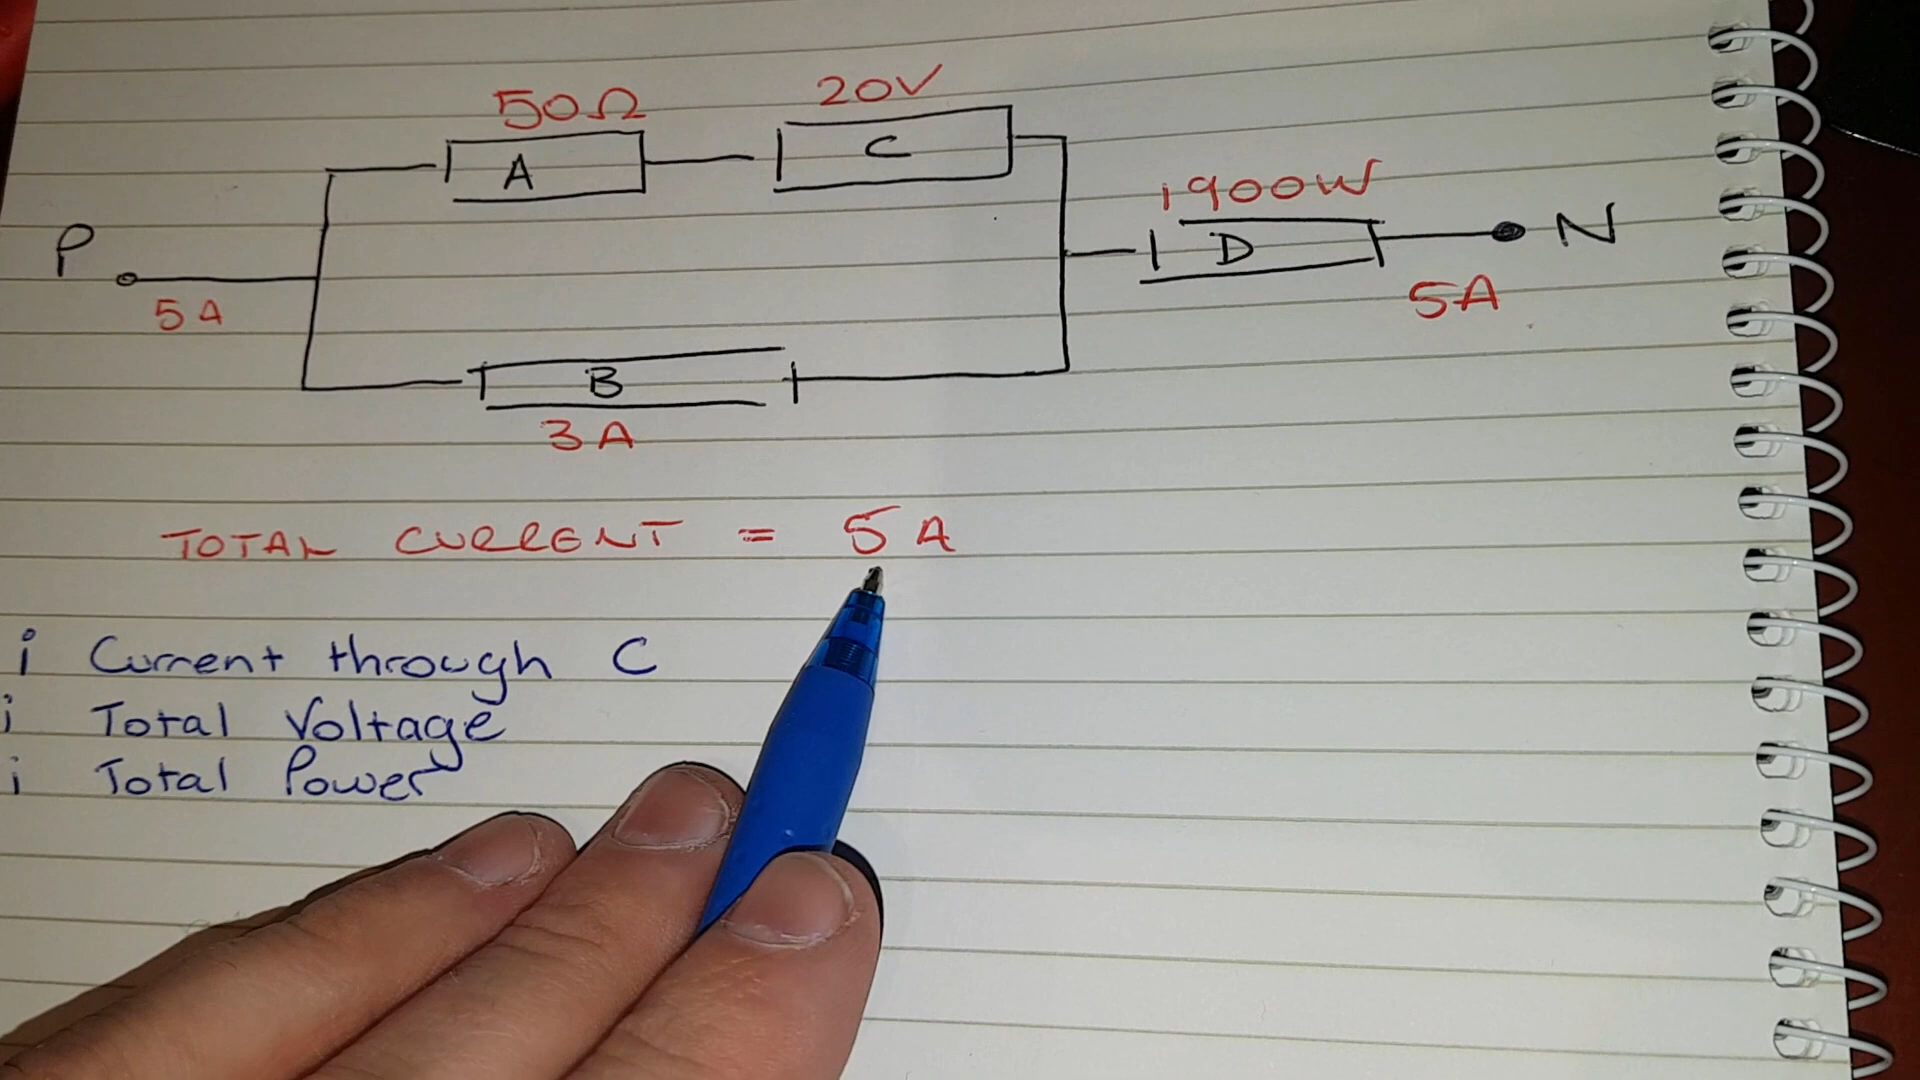 50Ω 20V
A C
1900W
P D N
5A 5A
B
3A
TOTAL CURRENT = 5A
i Current through C
i Total Voltage
i Total Power